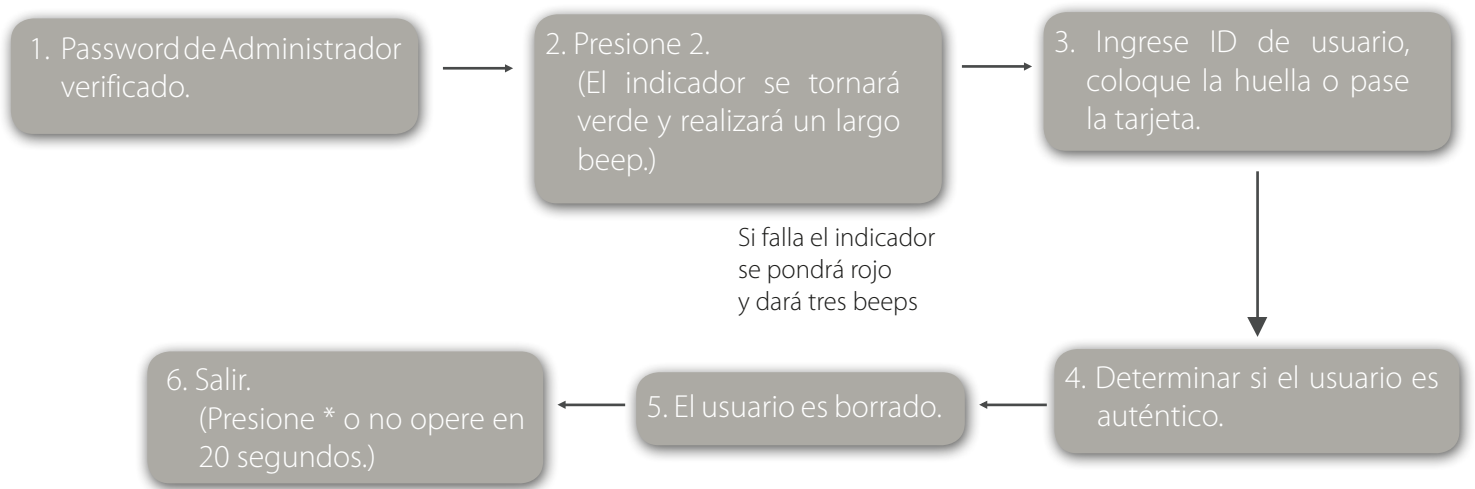 1. Password de Administrador
verificado.
2. Presione 2.
(El indicador se tornará
verde y realizará un largo
beep.)
3. Ingrese ID de usuario,
coloque la huella o pase
la tarjeta.
Si falla el indicador
se pondrá rojo
y dará tres beeps
4. Determinar si el usuario es
auténtico.
5. El usuario es borrado.
6. Salir.
(Presione * o no opere en
20 segundos.)